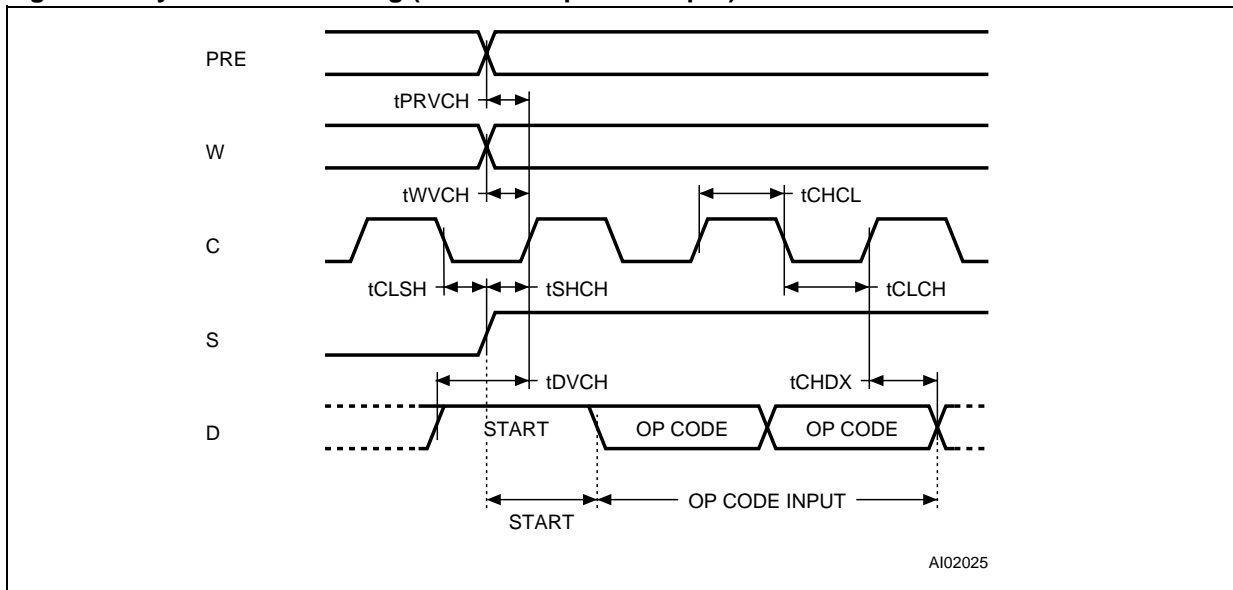 PRE
tPRVCH
W
tWVCH
tCHCL
C
tCLSH
tSHCH
tCLCH
S
tDVCH
tCHDX
D
START
OP CODE
OP CODE
OP CODE INPUT
START
AI02025